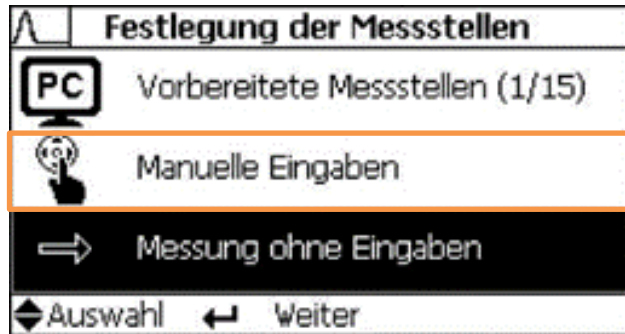 Festlegung der Messstellen
PC Vorbereitete Messstellen (1/15)
Manuelle Eingaben
Messung ohne Eingaben
Auswahl Weiter